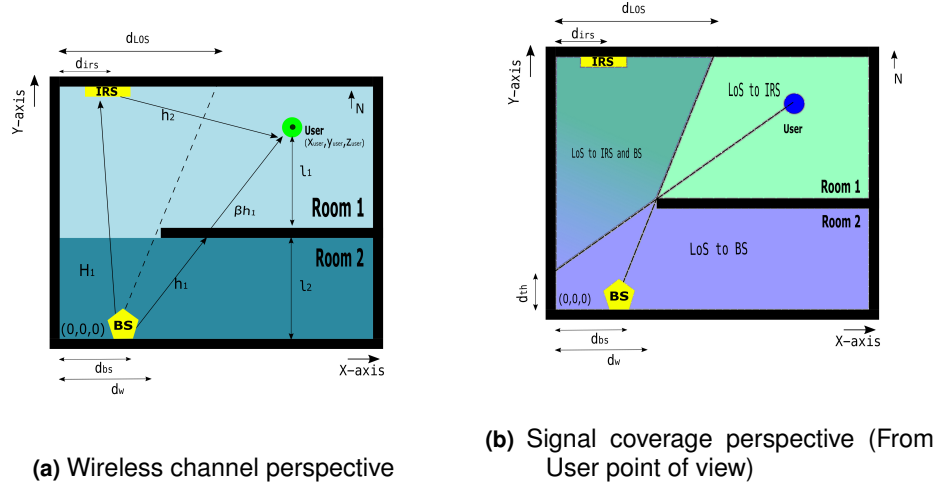 dLOS
dirs
Y-axis
IRS
N
h2
User
(xuser,yuser,zuser)
l1
Room 1
βh1
Room 2
H1
h1
l2
(0,0,0)
BS
X-axis
dbs
dw
(a) Wireless channel perspective
dLOS
dirs
Y-axis
IRS
N
LoS to IRS
User
LoS to IRS and BS
Room 1
Room 2
LoS to BS
dth
(0,0,0)
BS
X-axis
dbs
dw
(b) Signal coverage perspective (From
User point of view)